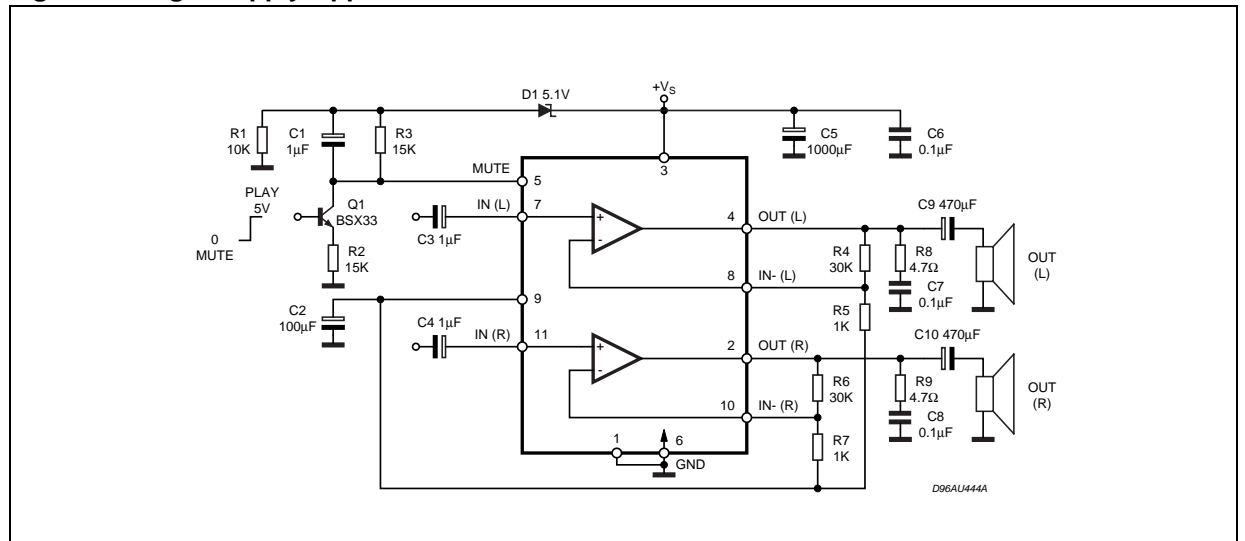 D1 5.1V
+VS
R1
10K
C1
1µF
R3
15K
C5
1000µF
C6
0.1µF
MUTE
5
3
PLAY
5V
0
MUTE
Q1
BSX33
R2
15K
IN (L)
7
C3 1µF
+
-
4
OUT (L)
C9 470µF
R4
30K
R8
4.7Ω
C7
0.1µF
OUT
(L)
8
IN- (L)
R5
1K
C2
100µF
9
C4 1µF
IN (R)
11
+
-
2
OUT (R)
C10 470µF
R6
30K
R9
4.7Ω
C8
0.1µF
OUT
(R)
10
IN- (R)
R7
1K
1
6
GND
D96AU444A